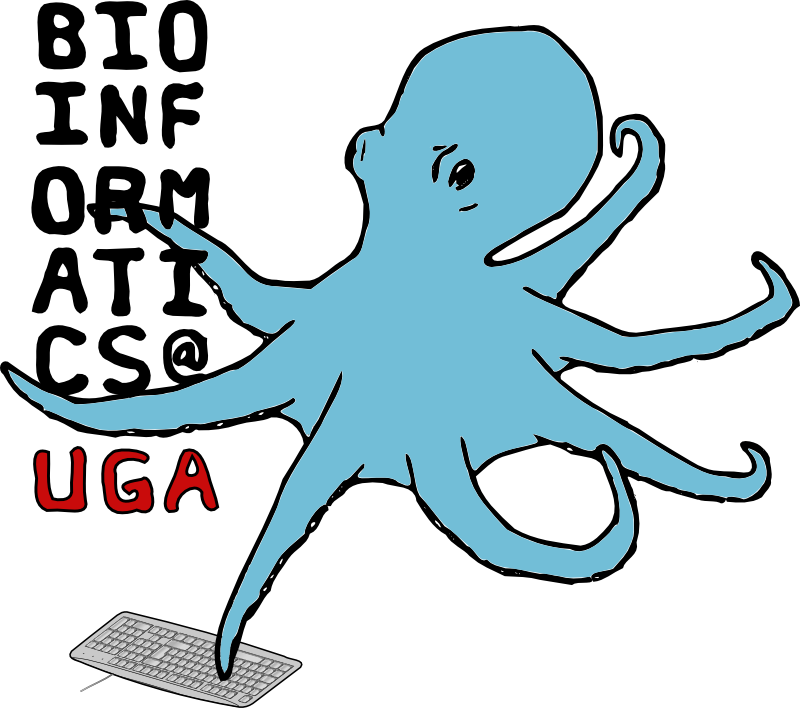 BIO
INF
ORM
ATI
CS@
UGA